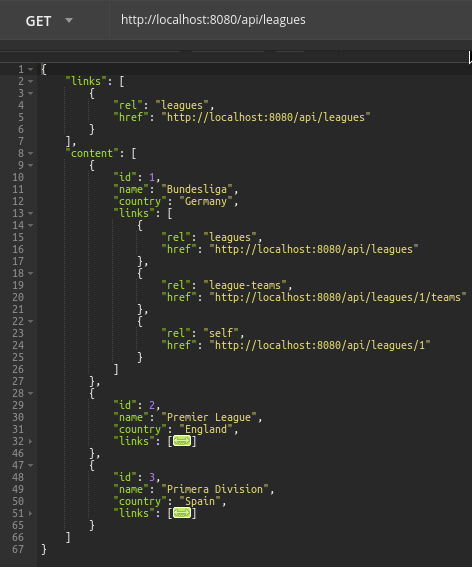 GET http://localhost:8080/api/leagues
1 {
2 "links": [
3 {
4 "rel": "leagues",
5 "href": "http://localhost:8080/api/leagues"
6 }
7 ],
8 "content": [
9 {
10 "id": 1,
11 "name": "Bundesliga",
12 "country": "Germany",
13 "links": [
14 {
15 "rel": "leagues",
16 "href": "http://localhost:8080/api/leagues"
17 },
18 {
19 "rel": "league-teams",
20 "href": "http://localhost:8080/api/leagues/1/teams"
21 },
22 {
23 "rel": "self",
24 "href": "http://localhost:8080/api/leagues/1"
25 }
26 ]
27 },
28 {
29 "id": 2,
30 "name": "Premier League",
31 "country": "England",
32 "links": [ ]
46 },
47 {
48 "id": 3,
49 "name": "Primera Division",
50 "country": "Spain",
51 "links": [ ]
65 }
66 ]
67 }